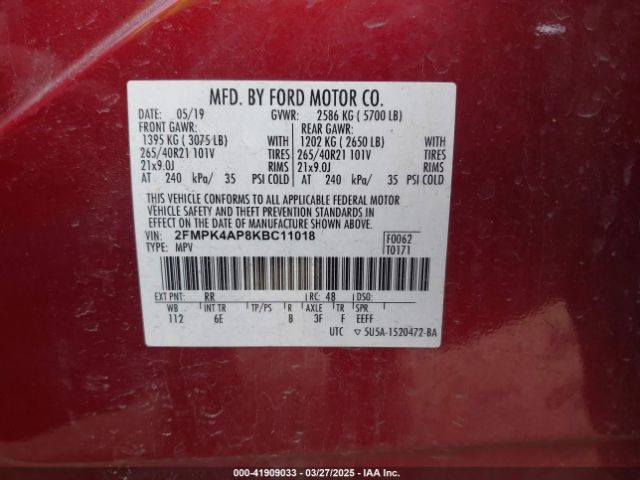 MFD. BY FORD MOTOR CO.
DATE: 05/19 GVWR: 2586 KG ( 5700 LB)
FRONT GAWR: REAR GAWR:
1395 KG ( 3075 LB) WITH 1202 KG ( 2650 LB) WITH
265/40R21 101V TIRES 265/40R21 101V TIRES
21x9.0J RIMS 21x9.0J RIMS
AT 240 kPa/ 35 PSI COLD AT 240 kPa/ 35 PSI COLD
THIS VEHICLE CONFORMS TO ALL APPLICABLE FEDERAL MOTOR
VEHICLE SAFETY AND THEFT PREVENTION STANDARDS IN
EFFECT ON THE DATE OF MANUFACTURE SHOWN ABOVE.
VIN: 2FMPK4AP8KBC11018 F0062
TYPE: MPV T0171
EXT PNT: RR RC: 48 DSO:
WB INT TR TP/PS R AXLE TR SPR
112 6E B 3F F EEFF
UTC ▽ 5U5A-1520472-BA
000-41909033 — 03/27/2025 — IAA Inc.